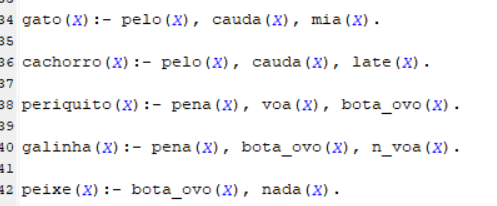 34 gato(X):- pelo(X), cauda(X), mia(X).
35
36 cachorro(X):- pelo(X), cauda(X), late(X).
37
38 periquito(X):- pena(X), voa(X), bota_ovo(X).
39
40 galinha(X):- pena(X), bota_ovo(X), n_voa(X).
41
42 peixe(X):- bota_ovo(X), nada(X).